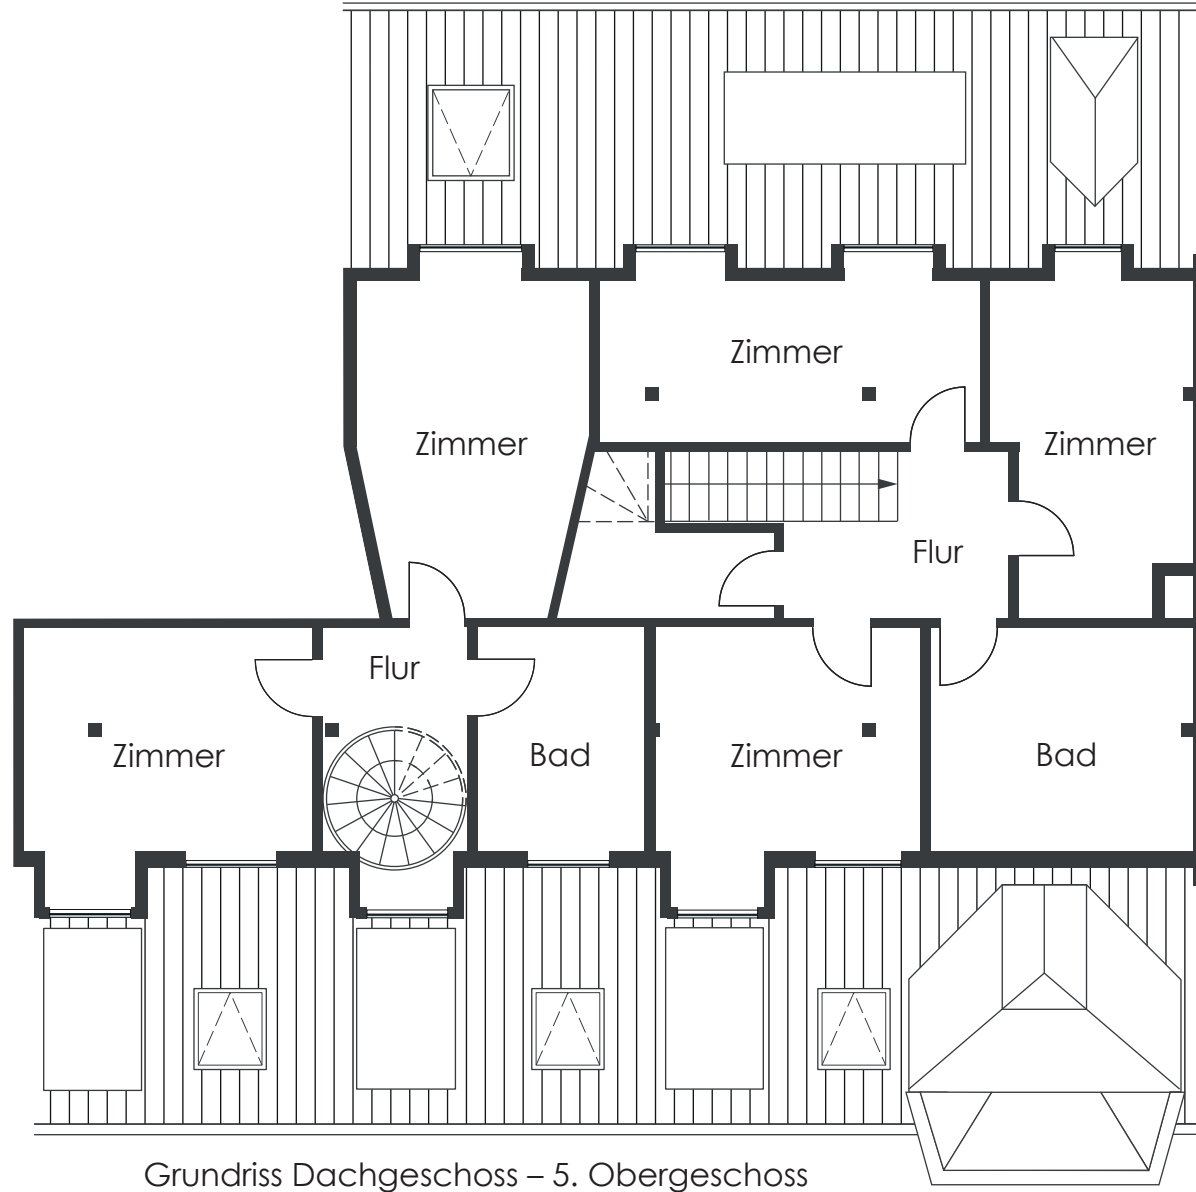 Zimmer
Zimmer
Zimmer
Flur
Flur
Zimmer
Bad
Zimmer
Bad
Grundriss Dachgeschoss – 5. Obergeschoss